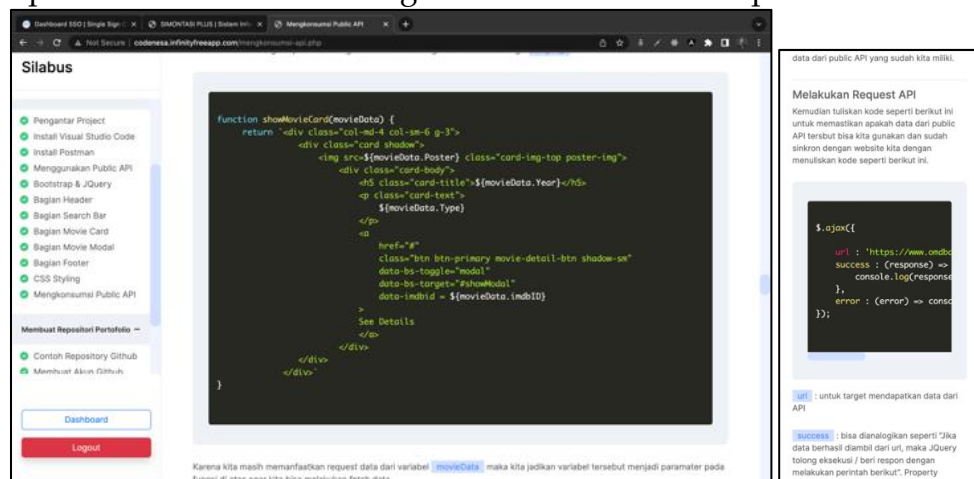 Dashboard SSO | Single Sign
SIMONTASI PLUS | Sistem Info
Mengkonsumsi Public API
Not Secure | codenesa.infinityfreeapp.com/mengkonsumsi-api.php
Silabus
Pengantar Project
Install Visual Studio Code
Install Postman
Menggunakan Public API
Bootstrap & JQuery
Bagian Header
Bagian Search Bar
Bagian Movie Card
Bagian Movie Modal
Bagian Footer
CSS Styling
Mengkonsumsi Public API
Membuat Repositori Portofolio −
Contoh Repository Github
Membuat Akun Github
Dashboard
Logout
function showMovieCard(movieData) {
return `<div class="col-md-4 col-sm-6 g-3">
<div class="card shadow">
<img src=${movieData.Poster} class="card-img-top poster-img">
<div class="card-body">
<h5 class="card-title">${movieData.Year}</h5>
<p class="card-text">
${movieData.Type}
</p>
<a
href="#"
class="btn btn-primary movie-detail-btn shadow-sm"
data-bs-toggle="modal"
data-bs-target="#showModal"
data-imdbid = ${movieData.imdbID}
>
See Details
</a>
</div>
</div>
</div>`
}
Karena kita masih memanfaatkan request data dari variabel movieData maka kita jadikan variabel tersebut menjadi paramater pada
data dari public API yang sudah kita miliki.
Melakukan Request API
Kemudian tuliskan kode seperti berikut ini
untuk memastikan apakah data dari public
API tersbut bisa kita gunakan dan sudah
sinkron dengan website kita dengan
menuliskan kode seperti berikut ini.
$.ajax({
url : 'https://www.omdb
success : (response) =>
console.log(response
},
error : (error) => conso
});
url : untuk target mendapatkan data dari
API
success : bisa dianalogikan seperti "Jika
data berhasil diambil dari url, maka JQuery
tolong eksekusi / beri respon dengan
melakukan perintah berikut". Property